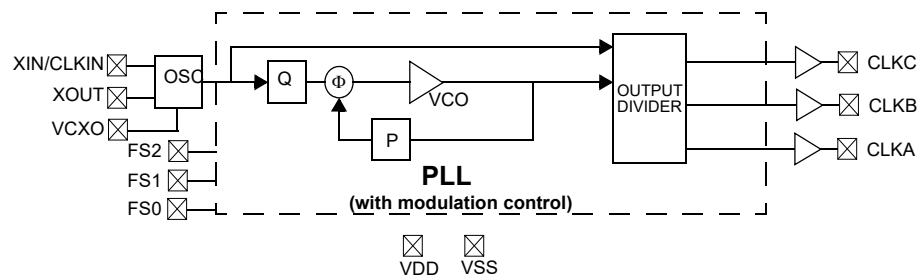 XIN/CLKIN
XOUT
VCXO
FS2
FS1
FS0
OSC
Q
Φ
VCO
P
PLL
(with modulation control)
OUTPUT
DIVIDER
CLKC
CLKB
CLKA
VDD
VSS